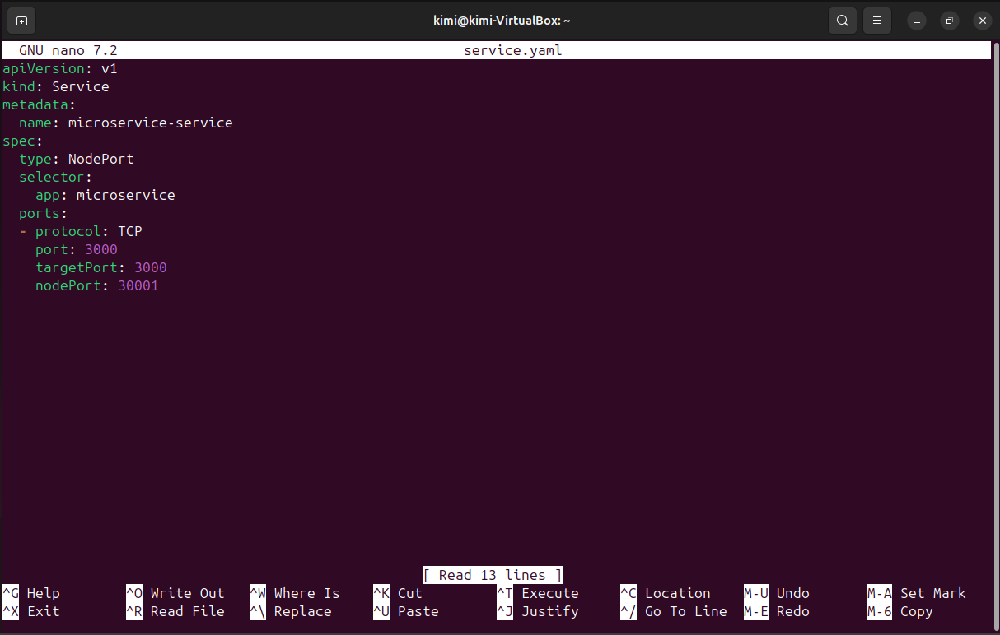 kimi@kimi-VirtualBox: ~
GNU nano 7.2 service.yaml
apiVersion: v1
kind: Service
metadata:
  name: microservice-service
spec:
  type: NodePort
  selector:
    app: microservice
  ports:
  - protocol: TCP
    port: 3000
    targetPort: 3000
    nodePort: 30001
[ Read 13 lines ]
^G Help ^O Write Out ^W Where Is ^K Cut ^T Execute ^C Location M-U Undo M-A Set Mark
^X Exit ^R Read File ^\ Replace ^U Paste ^J Justify ^/ Go To Line M-E Redo M-6 Copy